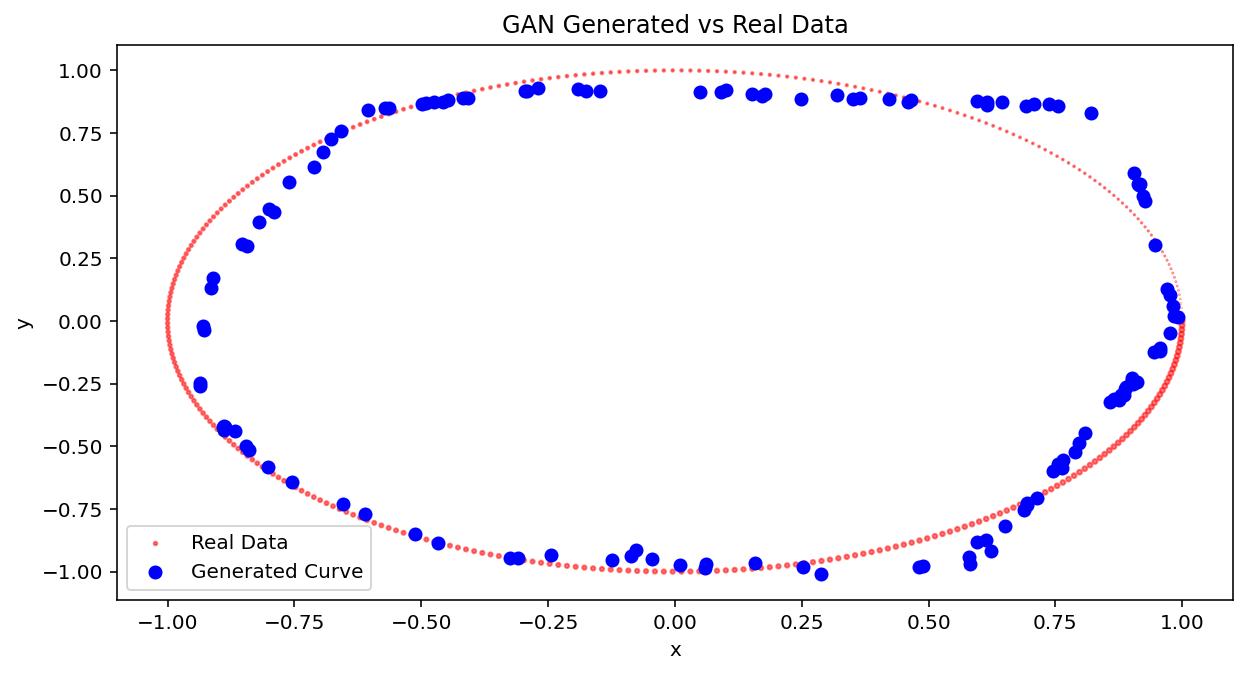 GAN Generated vs Real Data
1.00
0.75
0.50
0.25
0.00
−0.25
−0.50
−0.75
−1.00
y
Real Data
Generated Curve
−1.00 −0.75 −0.50 −0.25 0.00 0.25 0.50 0.75 1.00
x